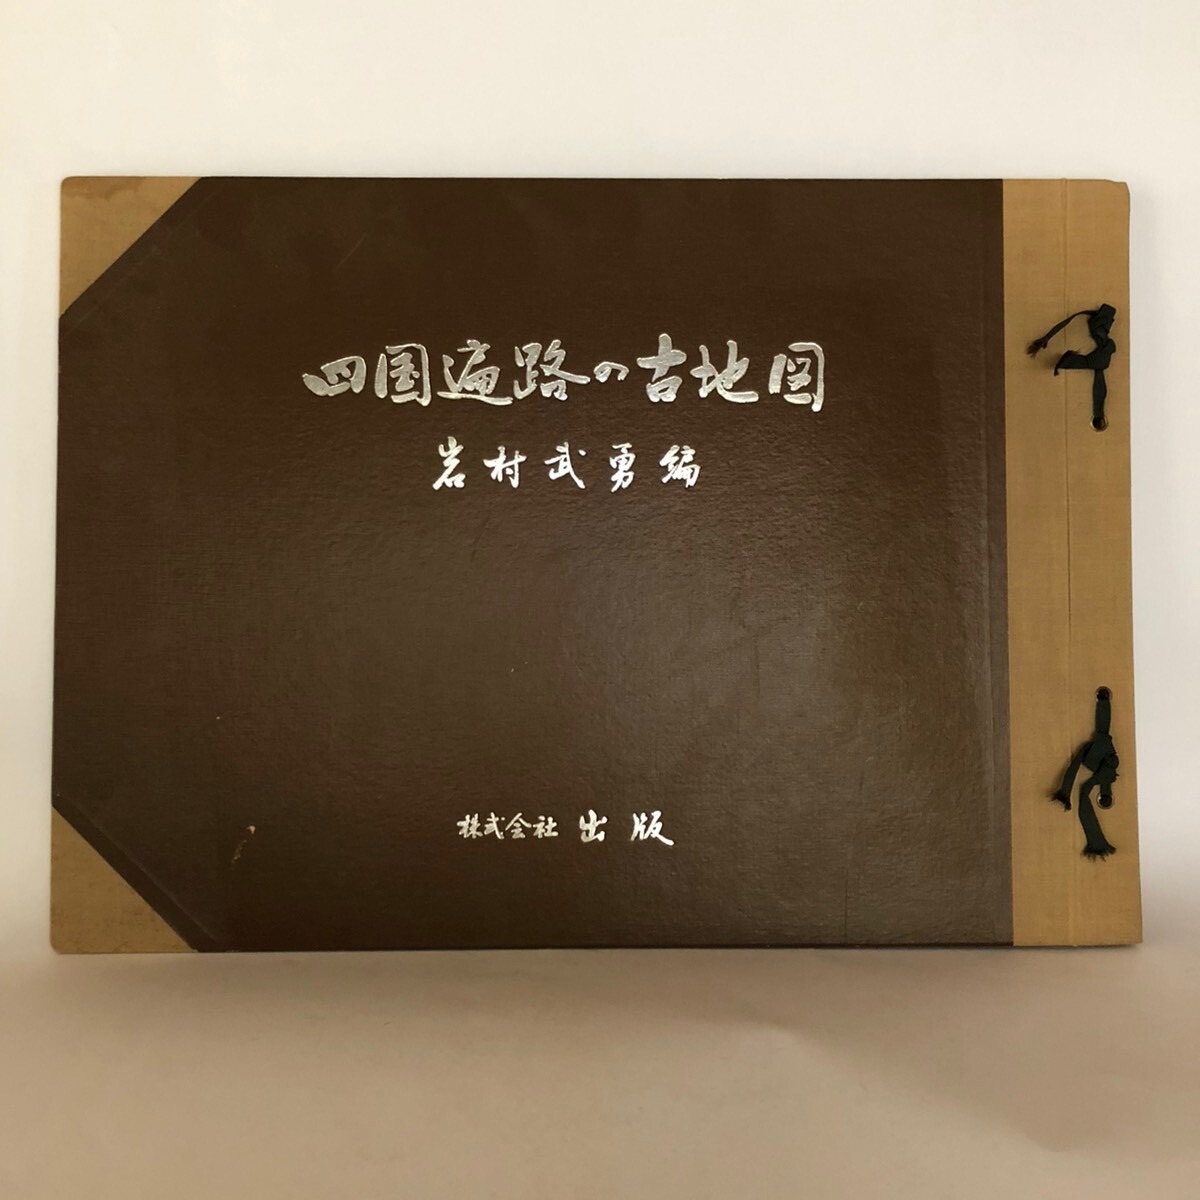 四国遍路の古地図
岩村武勇編
株式会社 出版